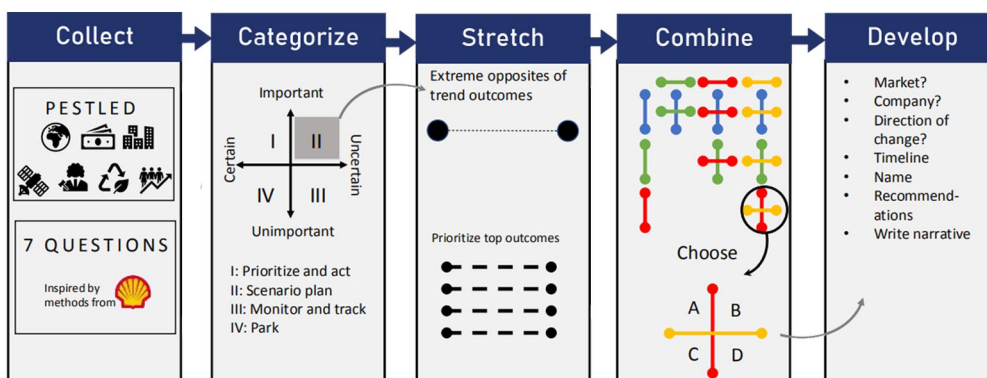 Collect
Categorize
Stretch
Combine
Develop
PESTLED
7 QUESTIONS
Inspired by
methods from
Important
I
II
Certain
Uncertain
IV
III
Unimportant
I: Prioritize and act
II: Scenario plan
III: Monitor and track
IV: Park
Extreme opposites of
trend outcomes
Prioritize top outcomes
Choose
A
B
C
D
• Market?
• Company?
• Direction of
change?
• Timeline
• Name
• Recommend-
ations
• Write narrative